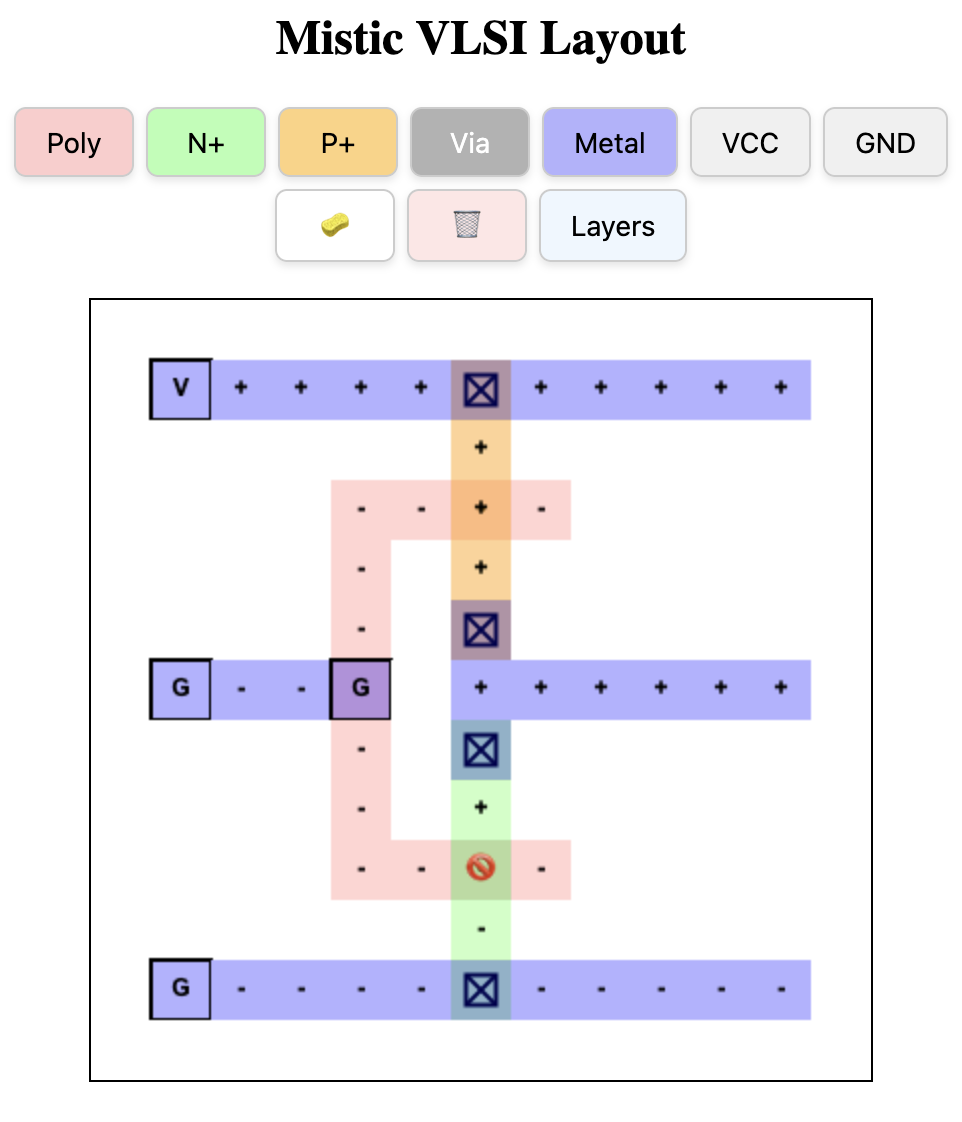 Mistic VLSI Layout
Poly N+ P+ Via Metal VCC GND
Layers
V + + + + + + + + +
+
- - + -
- +
-
G - - G + + + + + +
-
- +
- - -
-
G - - - - - - - - -